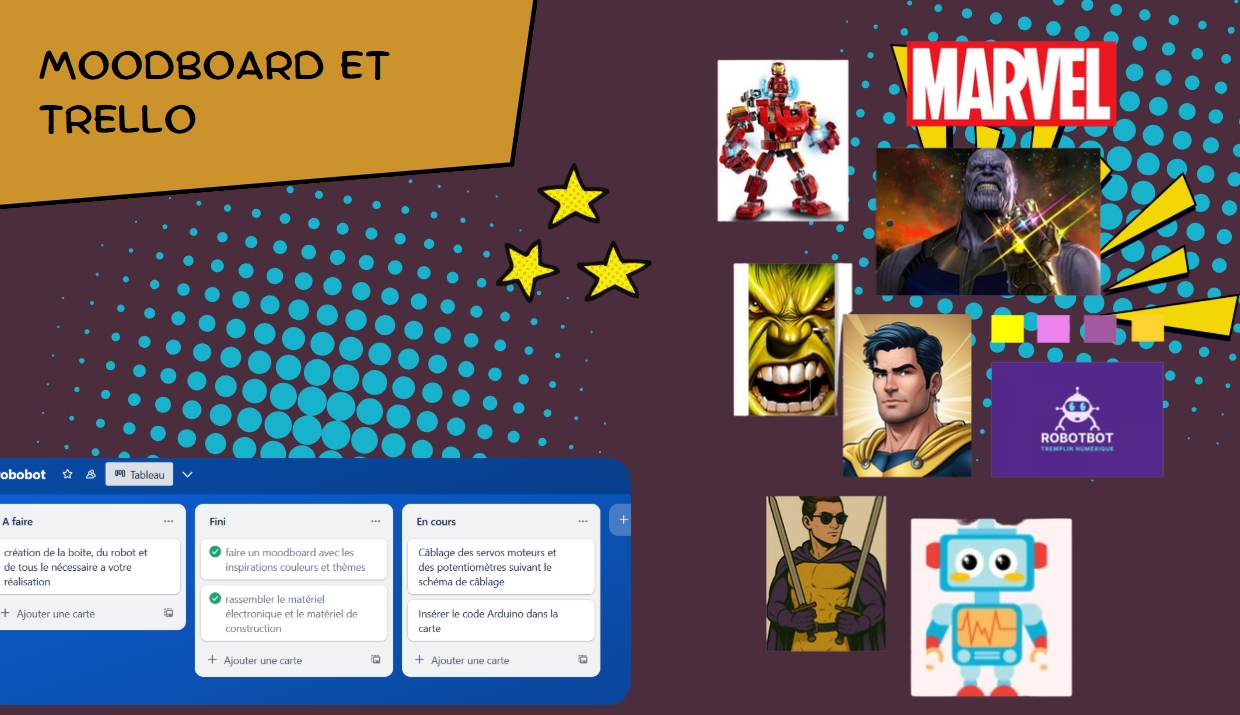 MOODBOARD ET
TRELLO
MARVEL
ROBOTBOT
TREMPLIN NUMÉRIQUE
obobot
Tableau
A faire
création de la boite, du robot et
de tous le nécessaire a votre
réalisation
Ajouter une carte
Fini
faire un moodboard avec les
inspirations couleurs et thèmes
rassembler le matériel
électronique et le matériel de
construction
Ajouter une carte
En cours
Câblage des servos moteurs et
des potentiomètres suivant le
schéma de câblage
Insérer le code Arduino dans la
carte
Ajouter une carte